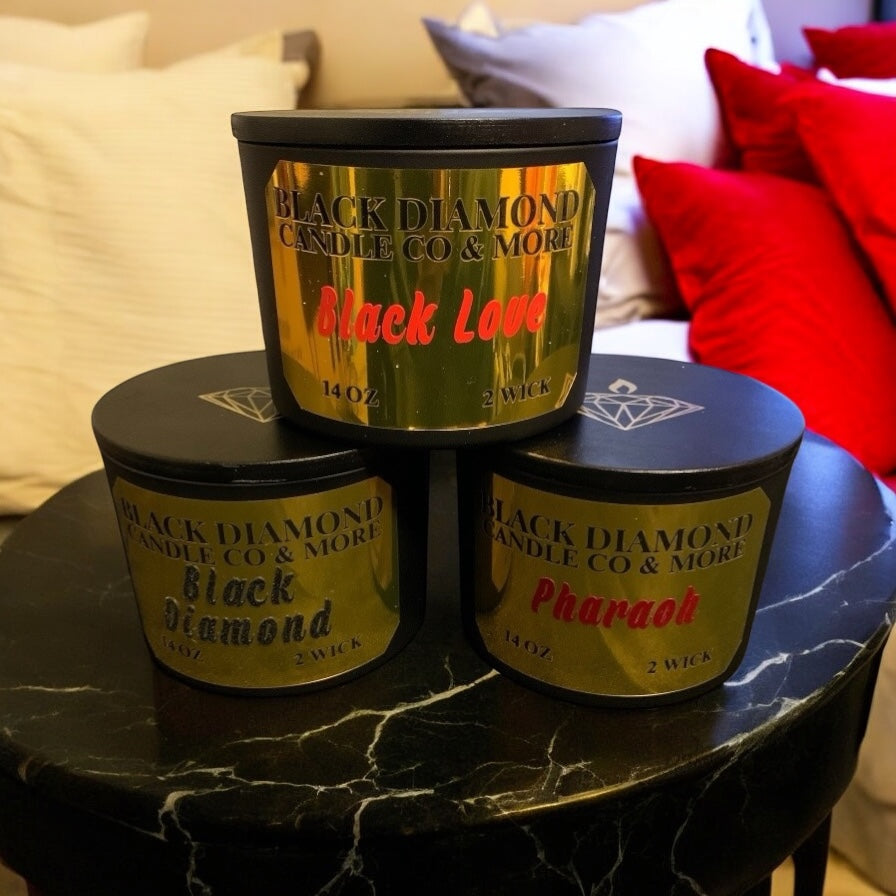 BLACK DIAMOND
CANDLE CO & MORE
Black Love
14 OZ 2 WICK
BLACK DIAMOND
CANDLE CO & MORE
Black
Diamond
14 OZ 2 WICK
BLACK DIAMOND
CANDLE CO & MORE
Pharaoh
14 OZ 2 WICK